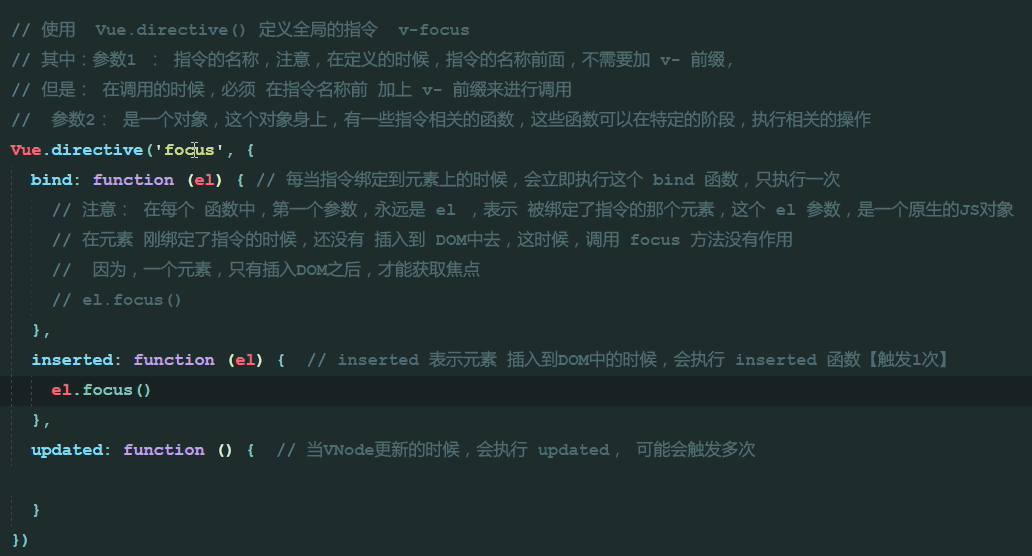 // 使用  Vue.directive() 定义全局的指令  v-focus
// 其中：参数1 ： 指令的名称，注意，在定义的时候，指令的名称前面，不需要加 v- 前缀，
// 但是： 在调用的时候，必须 在指令名称前 加上 v- 前缀来进行调用
//  参数2： 是一个对象，这个对象身上，有一些指令相关的函数，这些函数可以在特定的阶段，执行相关的操作
Vue.directive('focus', {
  bind: function (el) { // 每当指令绑定到元素上的时候，会立即执行这个 bind 函数，只执行一次
    // 注意： 在每个 函数中，第一个参数，永远是 el ，表示 被绑定了指令的那个元素，这个 el 参数，是一个原生的JS对象
    // 在元素 刚绑定了指令的时候，还没有 插入到 DOM中去，这时候，调用 focus 方法没有作用
    //  因为，一个元素，只有插入DOM之后，才能获取焦点
    // el.focus()
  },
  inserted: function (el) {  // inserted 表示元素 插入到DOM中的时候，会执行 inserted 函数【触发1次】
    el.focus()
  },
  updated: function () {  // 当VNode更新的时候，会执行 updated， 可能会触发多次
  }
})